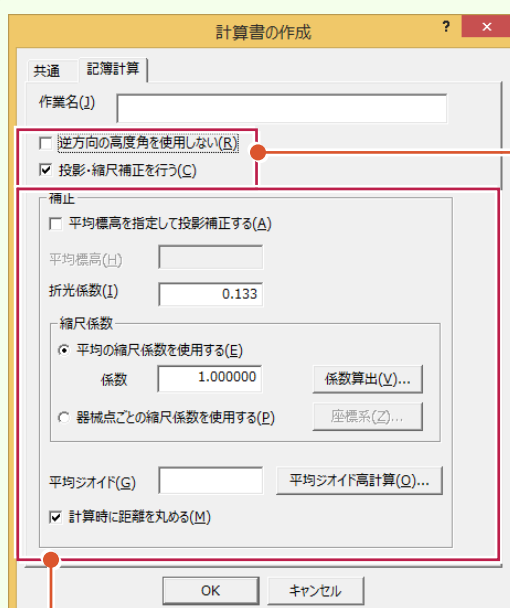 計算書の作成
? ×
共通 記簿計算
作業名(J)
逆方向の高度角を使用しない(R)
投影・縮尺補正を行う(C)
補正
平均標高を指定して投影補正する(A)
平均標高(H)
折光係数(I) 0.133
縮尺係数
平均の縮尺係数を使用する(E)
係数 1.000000 係数算出(V)...
器械点ごとの縮尺係数を使用する(P) 座標系(Z)...
平均ジオイド(G) 平均ジオイド高計算(O)...
計算時に距離を丸める(M)
OK キャンセル